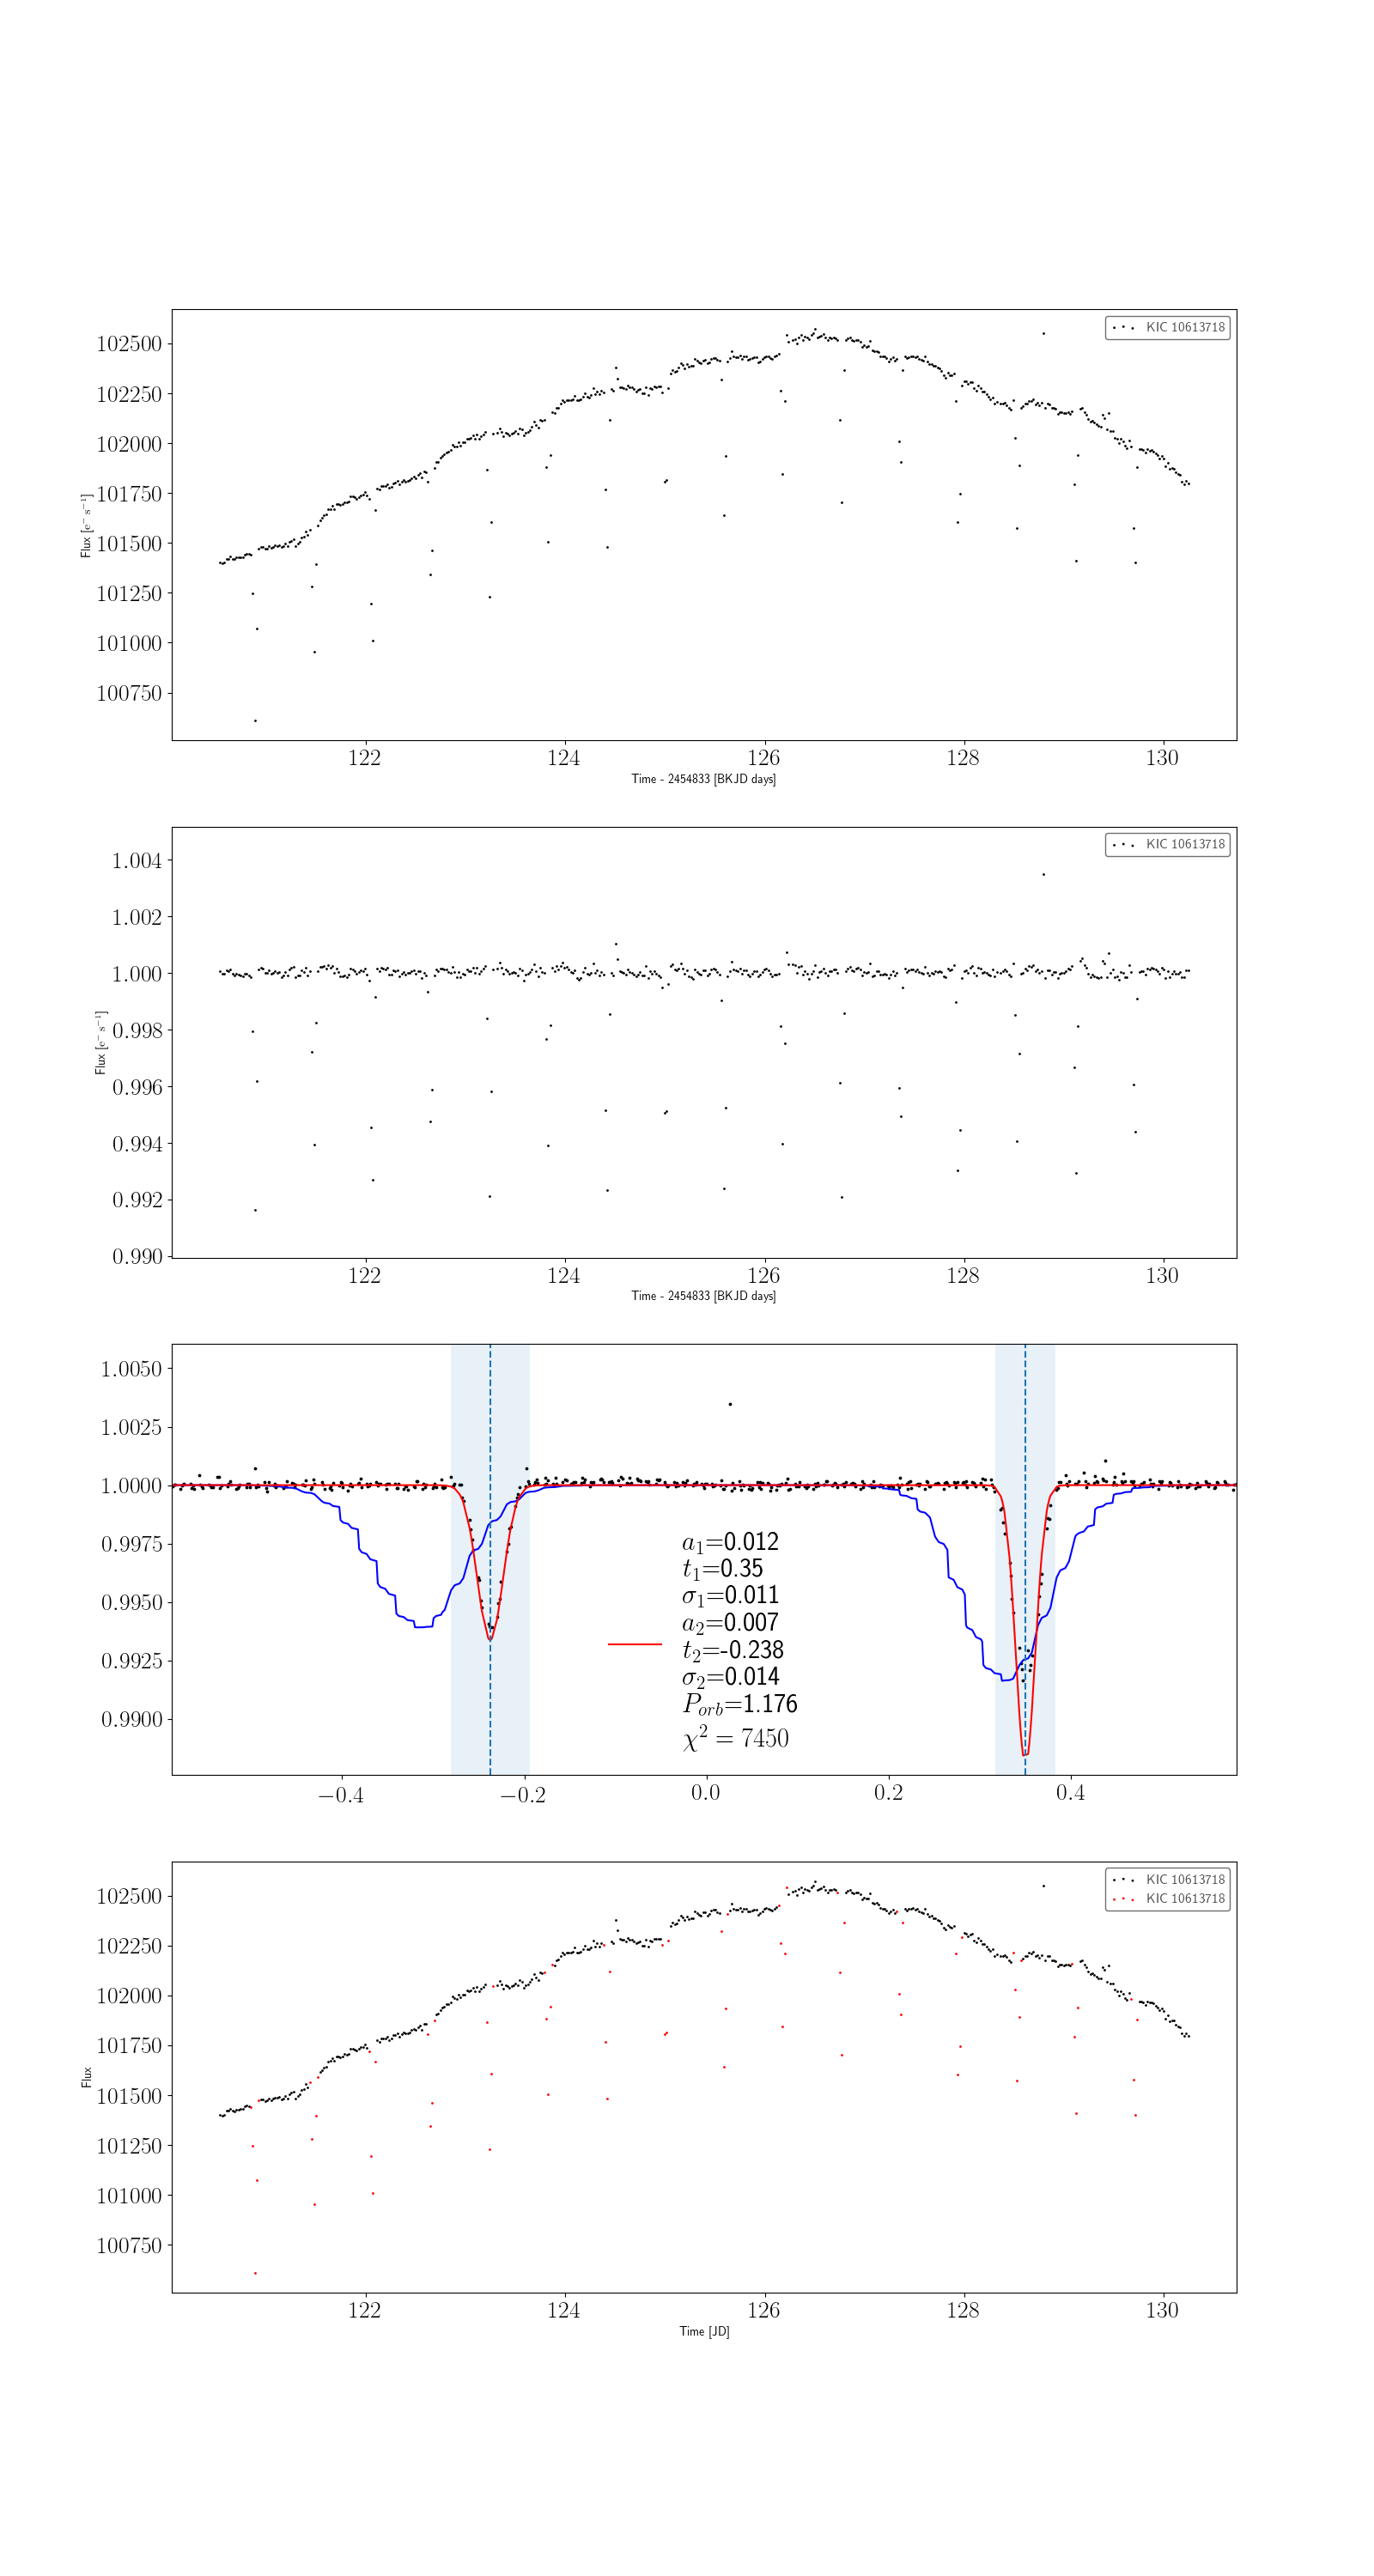 KIC 10613718
102500
102250
102000
101750
101500
101250
101000
100750
Flux [e⁻ s⁻¹]
122 124 126 128 130
Time - 2454833 [BKJD days]
KIC 10613718
1.004
1.002
1.000
0.998
0.996
0.994
0.992
0.990
Flux [e⁻ s⁻¹]
122 124 126 128 130
Time - 2454833 [BKJD days]
1.0050
1.0025
1.0000
0.9975
0.9950
0.9925
0.9900
a₁=0.012
t₁=0.35
σ₁=0.011
a₂=0.007
t₂=-0.238
σ₂=0.014
P_orb=1.176
χ² = 7450
−0.4 −0.2 0.0 0.2 0.4
KIC 10613718
KIC 10613718
102500
102250
102000
101750
101500
101250
101000
100750
Flux
122 124 126 128 130
Time [JD]